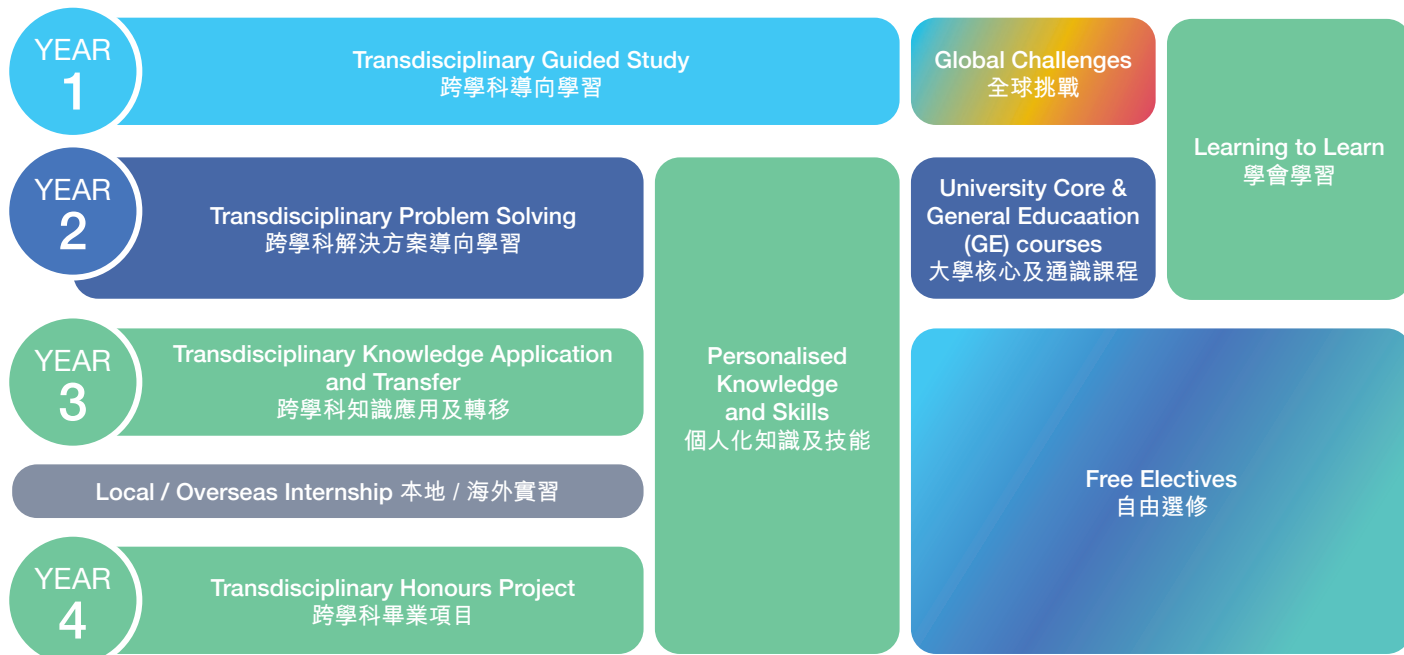 YEAR
1
Transdisciplinary Guided Study
跨學科導向學習
Global Challenges
全球挑戰
Learning to Learn
學會學習
YEAR
2
Transdisciplinary Problem Solving
跨學科解決方案導向學習
University Core &
General Educaation
(GE) courses
大學核心及通識課程
YEAR
3
Transdisciplinary Knowledge Application
and Transfer
跨學科知識應用及轉移
Personalised
Knowledge
and Skills
個人化知識及技能
Local / Overseas Internship 本地 / 海外實習
Free Electives
自由選修
YEAR
4
Transdisciplinary Honours Project
跨學科畢業項目